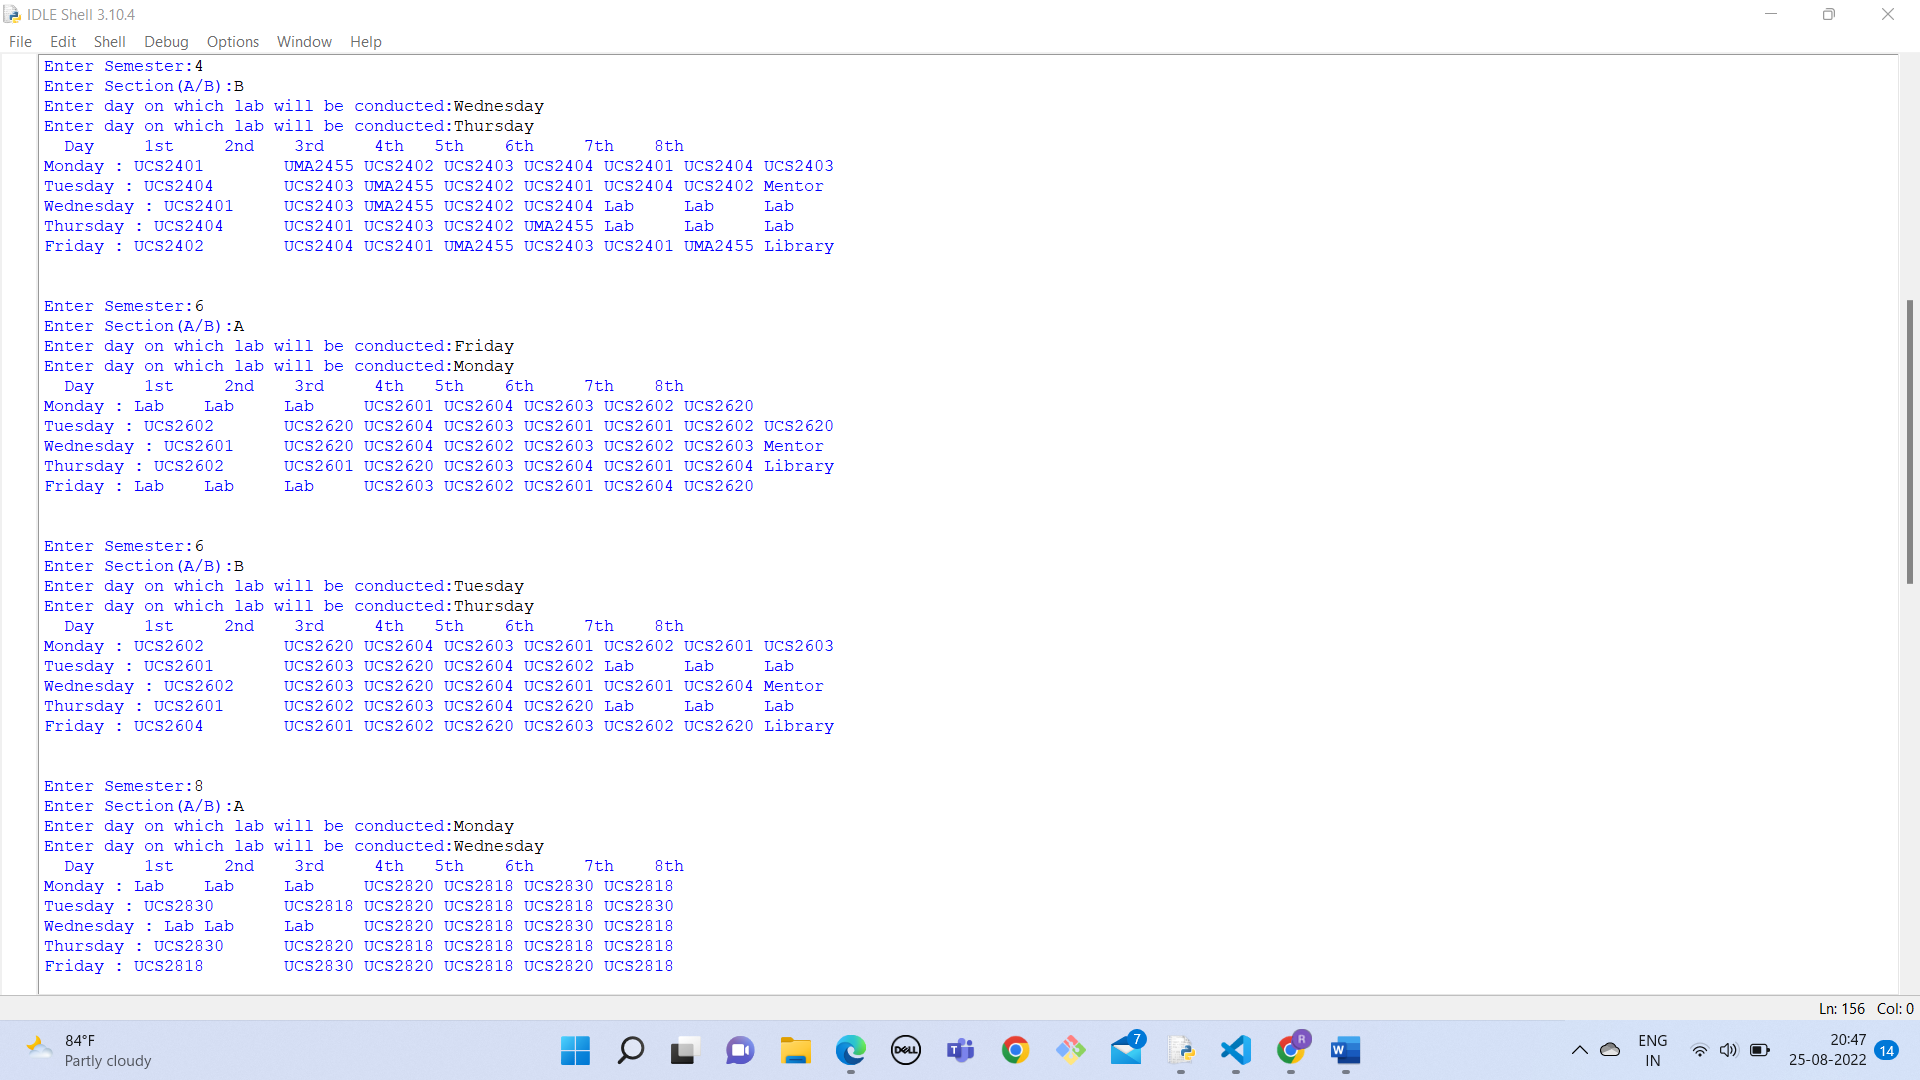 IDLE Shell 3.10.4
File Edit Shell Debug Options Window Help
Enter Semester:4
Enter Section(A/B):B
Enter day on which lab will be conducted:Wednesday
Enter day on which lab will be conducted:Thursday
  Day     1st     2nd    3rd     4th   5th    6th     7th    8th
Monday : UCS2401        UMA2455 UCS2402 UCS2403 UCS2404 UCS2401 UCS2404 UCS2403
Tuesday : UCS2404       UCS2403 UMA2455 UCS2402 UCS2401 UCS2404 UCS2402 Mentor
Wednesday : UCS2401     UCS2403 UMA2455 UCS2402 UCS2404 Lab     Lab     Lab
Thursday : UCS2404      UCS2401 UCS2403 UCS2402 UMA2455 Lab     Lab     Lab
Friday : UCS2402        UCS2404 UCS2401 UMA2455 UCS2403 UCS2401 UMA2455 Library
Enter Semester:6
Enter Section(A/B):A
Enter day on which lab will be conducted:Friday
Enter day on which lab will be conducted:Monday
  Day     1st     2nd    3rd     4th   5th    6th     7th    8th
Monday : Lab    Lab     Lab     UCS2601 UCS2604 UCS2603 UCS2602 UCS2620
Tuesday : UCS2602       UCS2620 UCS2604 UCS2603 UCS2601 UCS2601 UCS2602 UCS2620
Wednesday : UCS2601     UCS2620 UCS2604 UCS2602 UCS2603 UCS2602 UCS2603 Mentor
Thursday : UCS2602      UCS2601 UCS2620 UCS2603 UCS2604 UCS2601 UCS2604 Library
Friday : Lab    Lab     Lab     UCS2603 UCS2602 UCS2601 UCS2604 UCS2620
Enter Semester:6
Enter Section(A/B):B
Enter day on which lab will be conducted:Tuesday
Enter day on which lab will be conducted:Thursday
  Day     1st     2nd    3rd     4th   5th    6th     7th    8th
Monday : UCS2602        UCS2620 UCS2604 UCS2603 UCS2601 UCS2602 UCS2601 UCS2603
Tuesday : UCS2601       UCS2603 UCS2620 UCS2604 UCS2602 Lab     Lab     Lab
Wednesday : UCS2602     UCS2603 UCS2620 UCS2604 UCS2601 UCS2601 UCS2604 Mentor
Thursday : UCS2601      UCS2602 UCS2603 UCS2604 UCS2620 Lab     Lab     Lab
Friday : UCS2604        UCS2601 UCS2602 UCS2620 UCS2603 UCS2602 UCS2620 Library
Enter Semester:8
Enter Section(A/B):A
Enter day on which lab will be conducted:Monday
Enter day on which lab will be conducted:Wednesday
  Day     1st     2nd    3rd     4th   5th    6th     7th    8th
Monday : Lab    Lab     Lab     UCS2820 UCS2818 UCS2830 UCS2818
Tuesday : UCS2830       UCS2818 UCS2820 UCS2818 UCS2818 UCS2830
Wednesday : Lab Lab     Lab     UCS2820 UCS2818 UCS2830 UCS2818
Thursday : UCS2830      UCS2820 UCS2818 UCS2818 UCS2818 UCS2818
Friday : UCS2818        UCS2830 UCS2820 UCS2818 UCS2820 UCS2818
Ln: 156 Col: 0
84°F
Partly cloudy
DELL
T
7
R
W
ENG
IN
20:47
25-08-2022
14